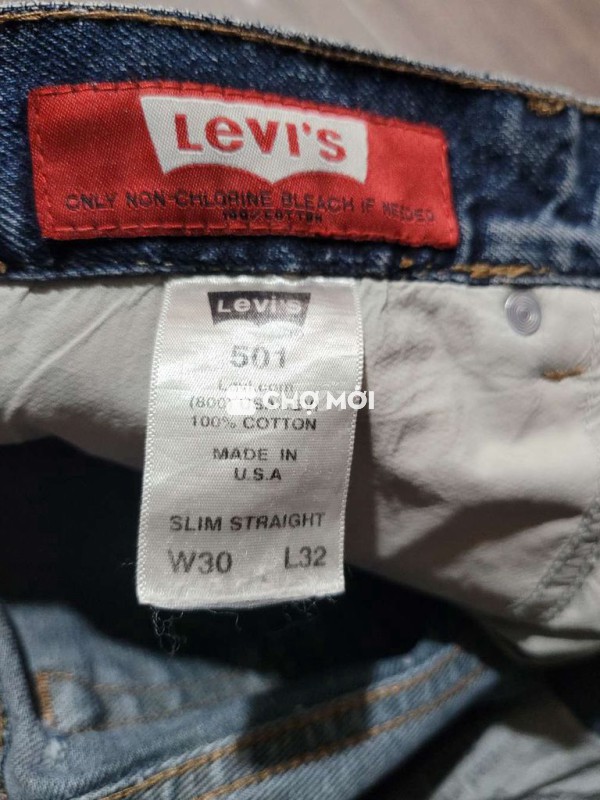 Levi's
ONLY NON-CHLORINE BLEACH IF NEEDED
100% COTTON
Levi's
501
Levi.com
(800)
CHỢ MỚI
100% COTTON
MADE IN
U.S.A
SLIM STRAIGHT
W30 L32